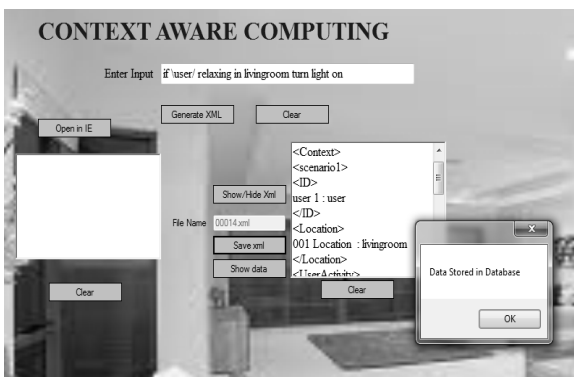 CONTEXT AWARE COMPUTING
Enter Input if \user/ relaxing in livingroom turn light on
Generate XML Clear
Open in IE
<Context>
<scenario1>
<ID>
user 1 : user
</ID>
<Location>
001 Location : livingroom
</Location>
<UserActivity>
Show/Hide Xml
File Name 00014.xml
Save xml
Show data
Clear
Clear
x
Data Stored in Database
OK